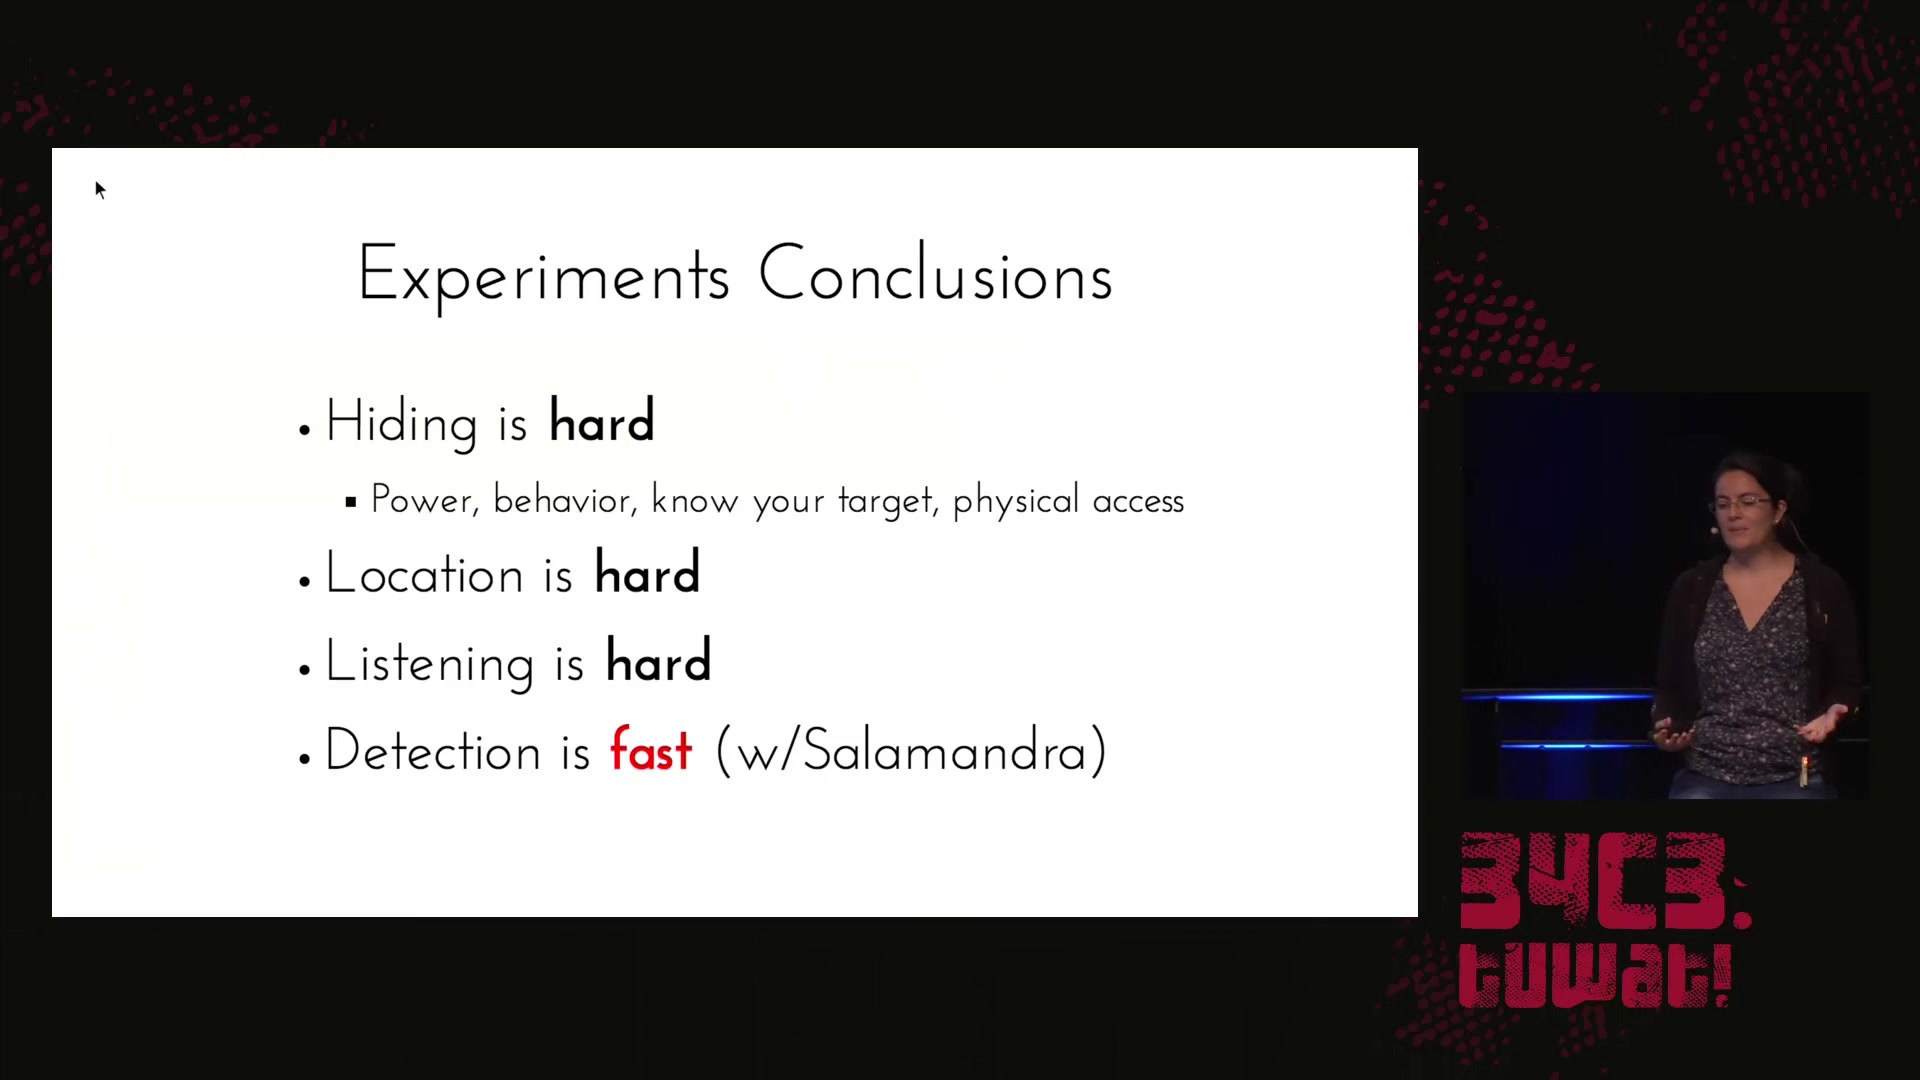 Experiments Conclusions
• Hiding is hard
▪ Power, behavior, know your target, physical access
• Location is hard
• Listening is hard
• Detection is fast (w/Salamandra)
34C3.
tuwat!